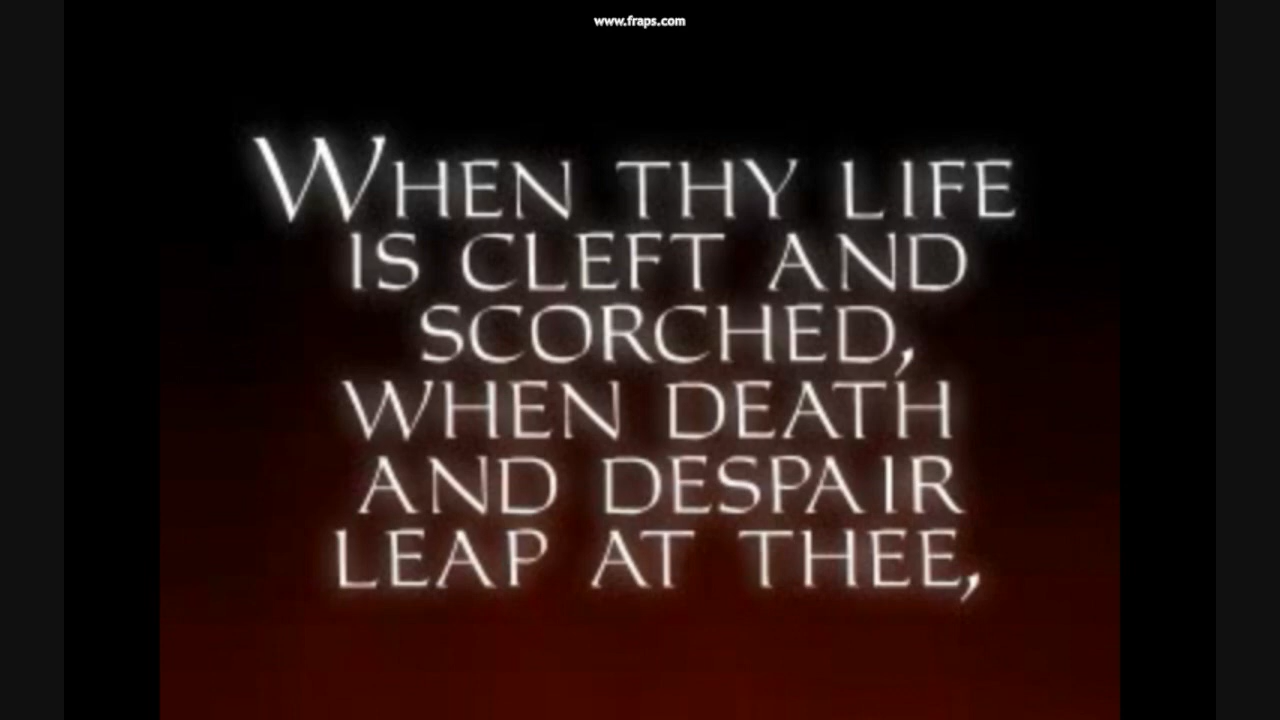 www.fraps.com
WHEN THY LIFE
IS CLEFT AND
SCORCHED,
WHEN DEATH
AND DESPAIR
LEAP AT THEE,